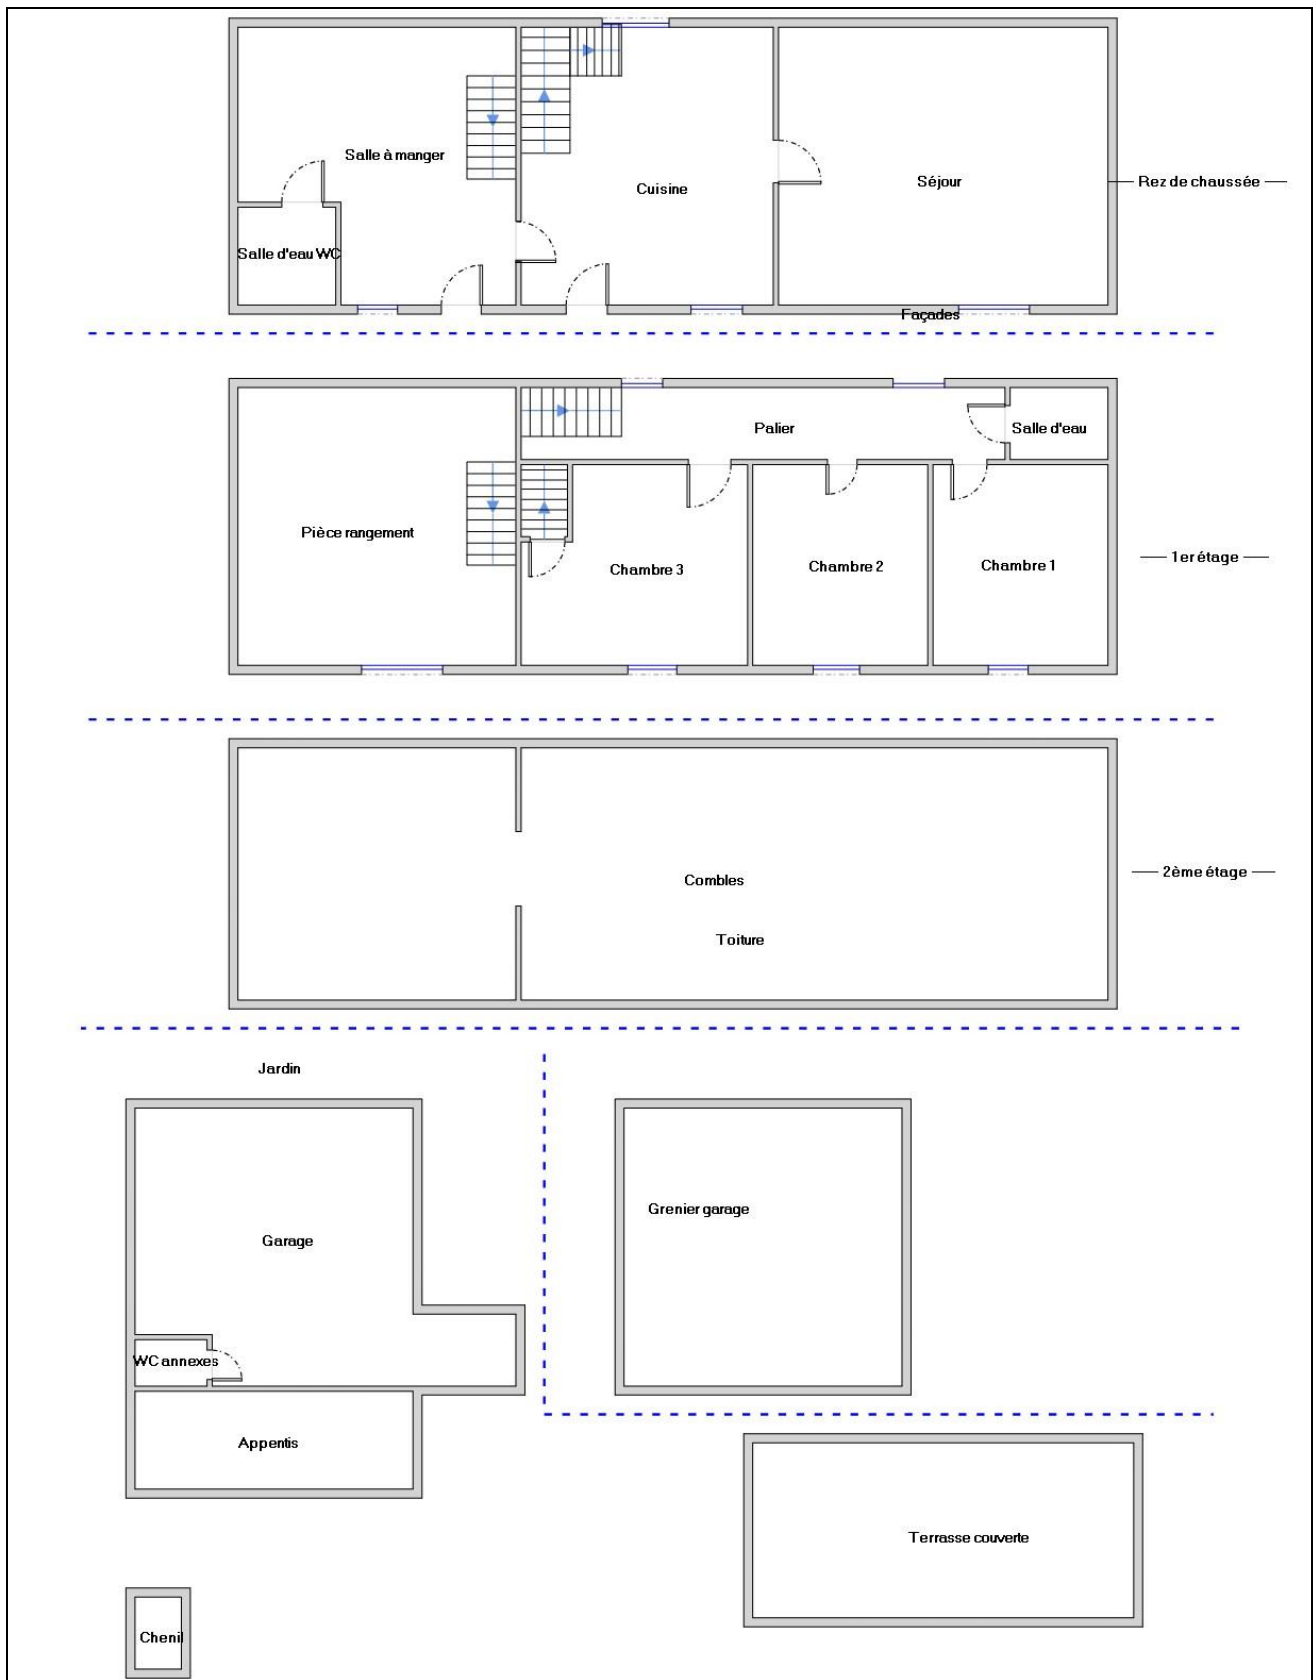 Salle à manger
Cuisine
Séjour
Rez de chaussée
Salle d'eau WC
Façades
Palier
Salle d'eau
Pièce rangement
Chambre 3
Chambre 2
Chambre 1
1er étage
Combles
2ème étage
Toiture
Jardin
Garage
Grenier garage
WC annexes
Appentis
Terrasse couverte
Chenil